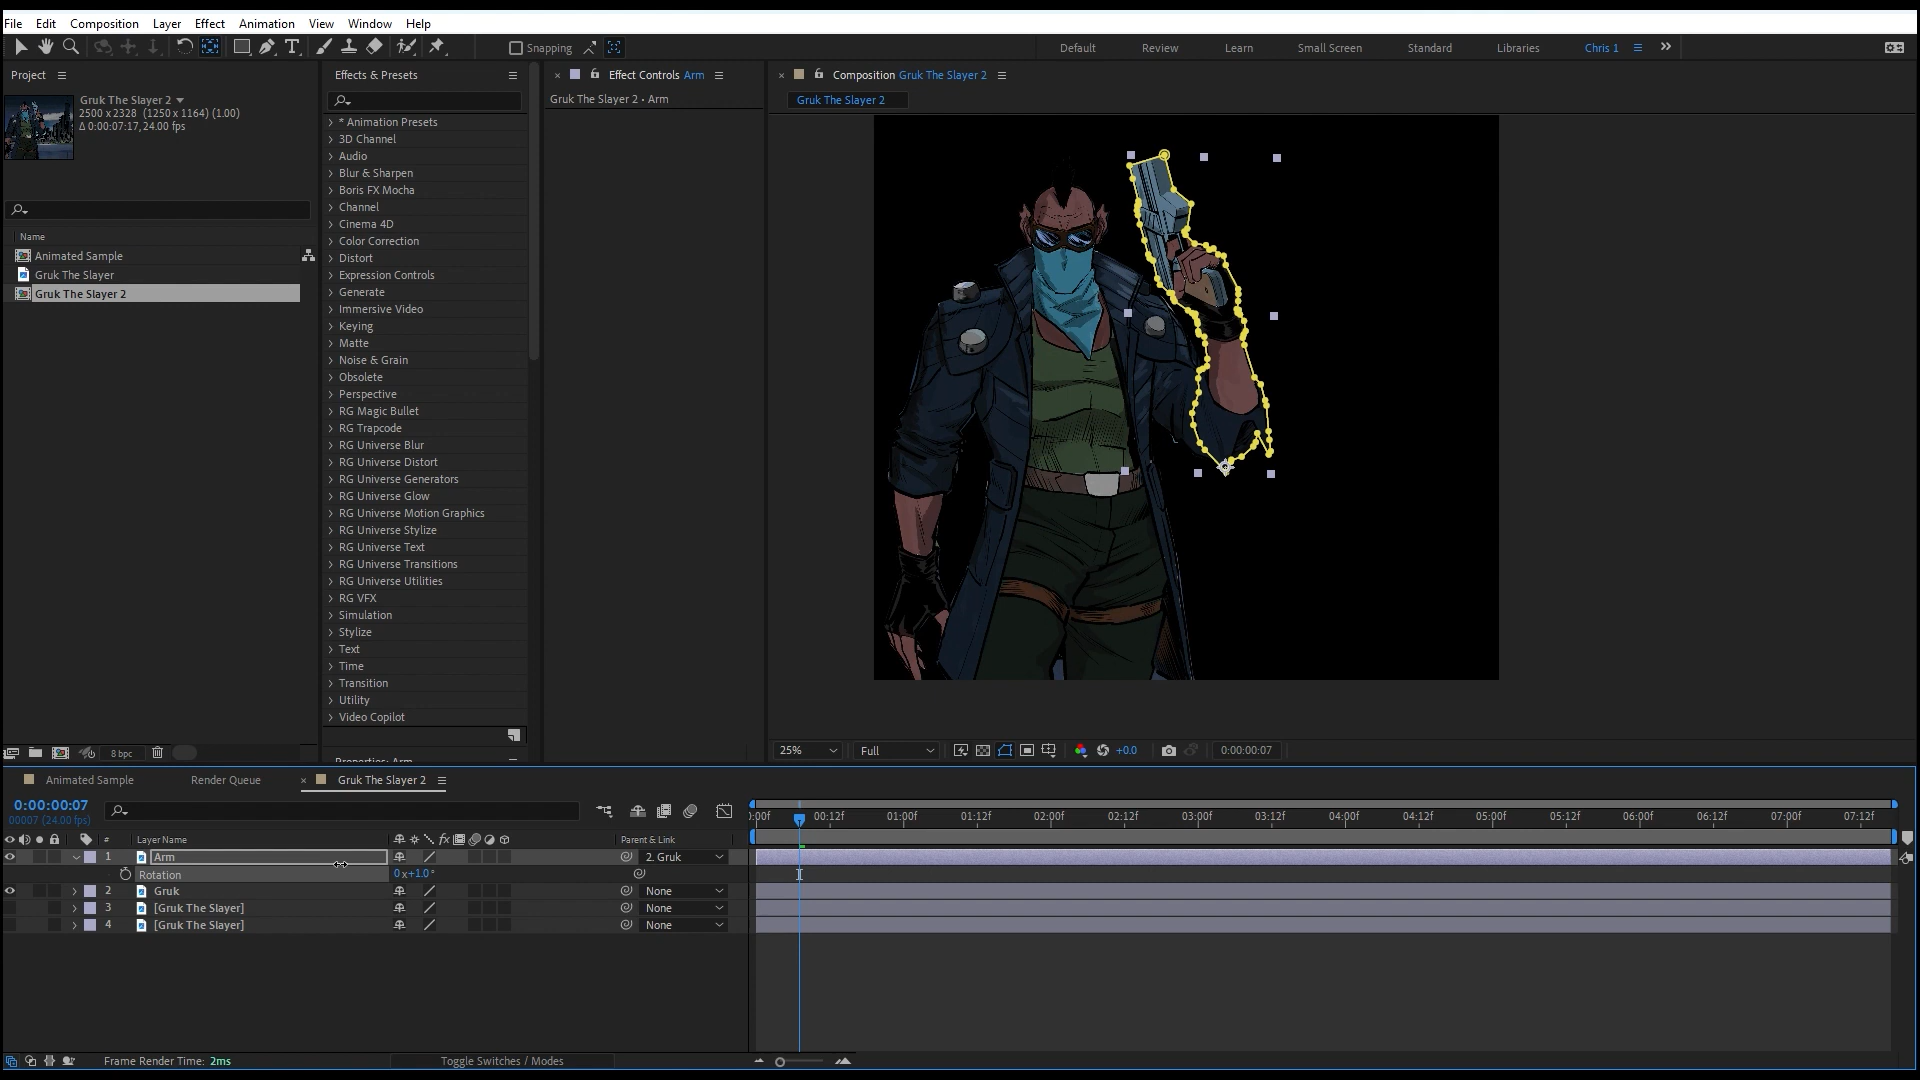 File Edit Composition Layer Effect Animation View Window Help
Snapping
Default Review Learn Small Screen Standard Libraries Chris 1
Project
Gruk The Slayer 2
2500 x 2328 (1250 x 1164) (1.00)
Δ 0:00:07:17, 24.00 fps
Name
Animated Sample
Gruk The Slayer
Gruk The Slayer 2
8 bpc
Effects & Presets
* Animation Presets
3D Channel
Audio
Blur & Sharpen
Boris FX Mocha
Channel
Cinema 4D
Color Correction
Distort
Expression Controls
Generate
Immersive Video
Keying
Matte
Noise & Grain
Obsolete
Perspective
RG Magic Bullet
RG Trapcode
RG Universe Blur
RG Universe Distort
RG Universe Generators
RG Universe Glow
RG Universe Motion Graphics
RG Universe Stylize
RG Universe Text
RG Universe Transitions
RG Universe Utilities
RG VFX
Simulation
Stylize
Text
Time
Transition
Utility
Video Copilot
Effect Controls Arm
Gruk The Slayer 2 • Arm
Composition Gruk The Slayer 2
Gruk The Slayer 2
25% Full +0.0 0:00:00:07
Animated Sample Render Queue Gruk The Slayer 2
0:00:00:07
00007 (24.00 fps)
:00f 00:12f 01:00f 01:12f 02:00f 02:12f 03:00f 03:12f 04:00f 04:12f 05:00f 05:12f 06:00f 06:12f 07:00f 07:12f
# Layer Name Parent & Link
1 Arm 2. Gruk
Rotation 0x+1.0°
2 Gruk None
3 [Gruk The Slayer] None
4 [Gruk The Slayer] None
Frame Render Time: 2ms Toggle Switches / Modes